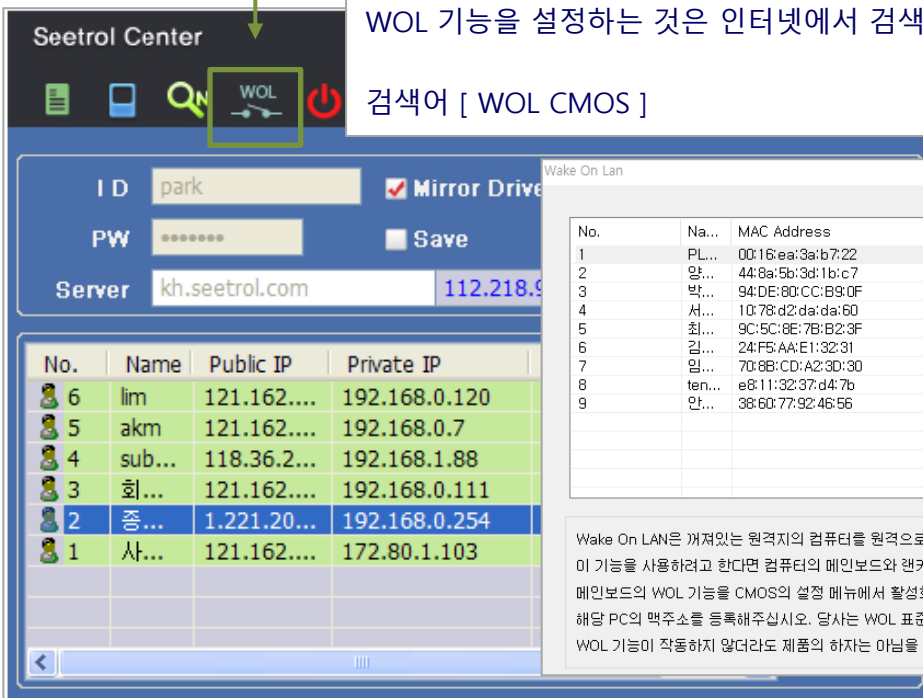 WOL 기능을 설정하는 것은 인터넷에서 검색
검색어 [ WOL CMOS ]
Seetrol Center
WOL
ID park Mirror Drive
PW ●●●●●●● Save
Server kh.seetrol.com 112.218.9
No. Name Public IP Private IP
6 lim 121.162.... 192.168.0.120
5 akm 121.162.... 192.168.0.7
4 sub... 118.36.2... 192.168.1.88
3 회... 121.162.... 192.168.0.111
2 종... 1.221.20... 192.168.0.254
1 사... 121.162.... 172.80.1.103
Wake On Lan
No. Na... MAC Address
1 PL... 00:16:ea:3a:b7:22
2 양... 44:8a:5b:3d:1b:c7
3 박... 94:DE:80:CC:B9:0F
4 서... 10:78:d2:da:da:60
5 최... 9C:5C:8E:7B:B2:3F
6 김... 24:F5:AA:E1:32:31
7 임... 70:8B:CD:A2:3D:30
8 ten... e8:11:32:37:d4:7b
9 안... 38:60:77:92:46:56
Wake On LAN은 꺼져있는 원격지의 컴퓨터를 원격으로
이 기능을 사용하려고 한다면 컴퓨터의 메인보드와 랜
메인보드의 WOL 기능을 CMOS의 설정 메뉴에서 활성
해당 PC의 맥주소를 등록해주십시오. 당사는 WOL 표준
WOL 기능이 작동하지 않더라도 제품의 하자는 아님을